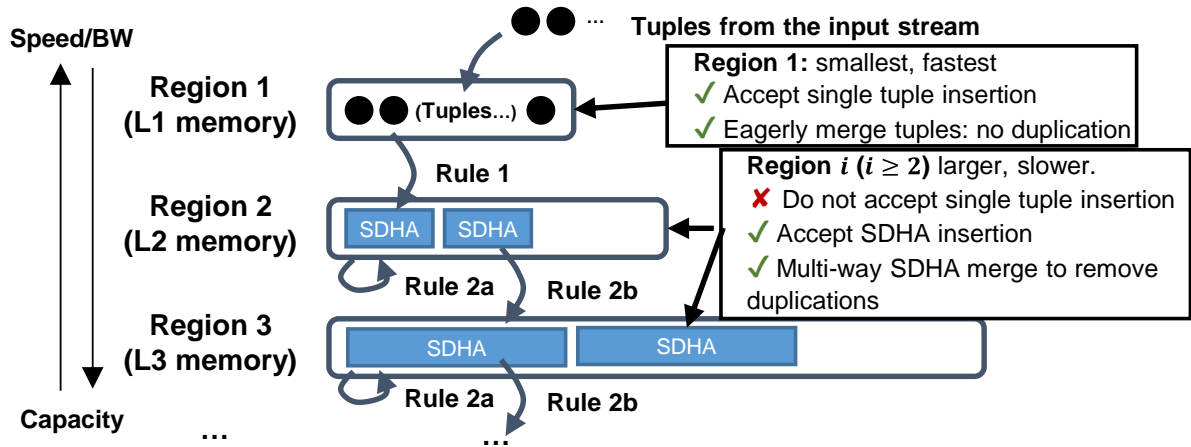 ... Tuples from the input stream
Speed/BW
Region 1
(L1 memory)
(Tuples...)
Region 1: smallest, fastest
✓ Accept single tuple insertion
✓ Eagerly merge tuples: no duplication
Rule 1
Region i (i ≥ 2) larger, slower.
✘ Do not accept single tuple insertion
✓ Accept SDHA insertion
✓ Multi-way SDHA merge to remove
duplications
Region 2
(L2 memory)
SDHA SDHA
Rule 2a Rule 2b
Region 3
(L3 memory)
SDHA SDHA
Rule 2a Rule 2b
Capacity
... ...